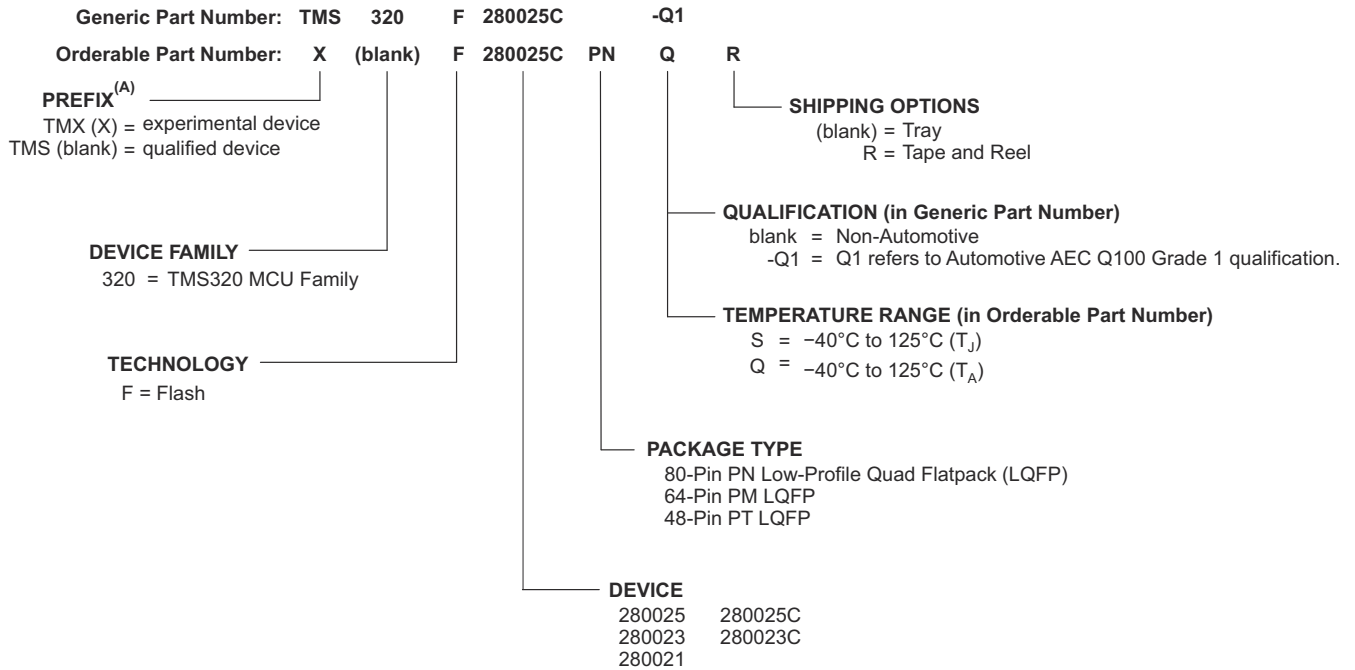 Generic Part Number: TMS 320 F 280025C -Q1
Orderable Part Number: X (blank) F 280025C PN Q R
PREFIX(A)
TMX (X) = experimental device
TMS (blank) = qualified device
SHIPPING OPTIONS
(blank) = Tray
R = Tape and Reel
QUALIFICATION (in Generic Part Number)
blank = Non-Automotive
-Q1 = Q1 refers to Automotive AEC Q100 Grade 1 qualification.
DEVICE FAMILY
320 = TMS320 MCU Family
TEMPERATURE RANGE (in Orderable Part Number)
S = −40°C to 125°C (TJ)
Q = −40°C to 125°C (TA)
TECHNOLOGY
F = Flash
PACKAGE TYPE
80-Pin PN Low-Profile Quad Flatpack (LQFP)
64-Pin PM LQFP
48-Pin PT LQFP
DEVICE
280025 280025C
280023 280023C
280021